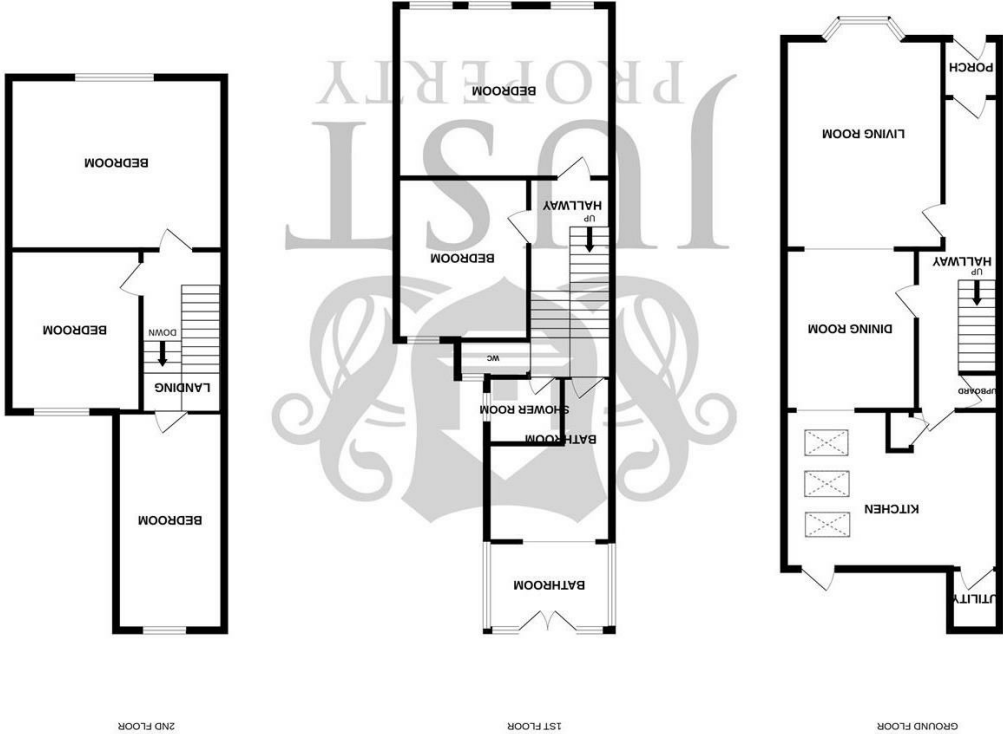 GROUND FLOOR
UTILITY
KITCHEN
UPBOARD
DINING ROOM
UP
HALLWAY
LIVING ROOM
PORCH
1ST FLOOR
BATHROOM
BATHROOM
SHOWER ROOM
WC
BEDROOM
UP
HALLWAY
BEDROOM
2ND FLOOR
BEDROOM
LANDING
DOWN
BEDROOM
BEDROOM
JUST
PROPERTY